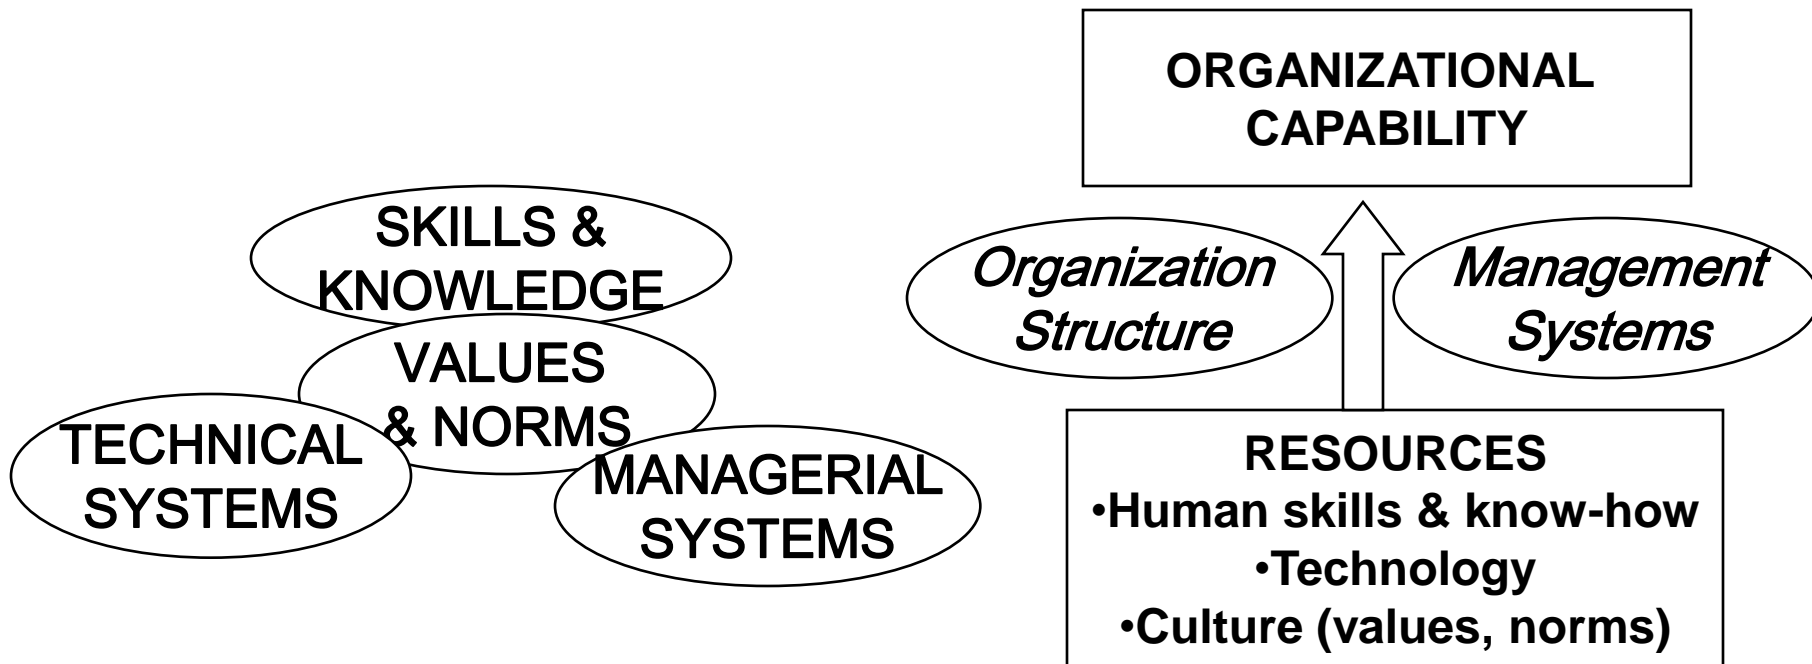 SKILLS &
KNOWLEDGE
VALUES
& NORMS
TECHNICAL
SYSTEMS
MANAGERIAL
SYSTEMS
ORGANIZATIONAL
CAPABILITY
Organization
Structure
Management
Systems
RESOURCES
•Human skills & know-how
•Technology
•Culture (values, norms)